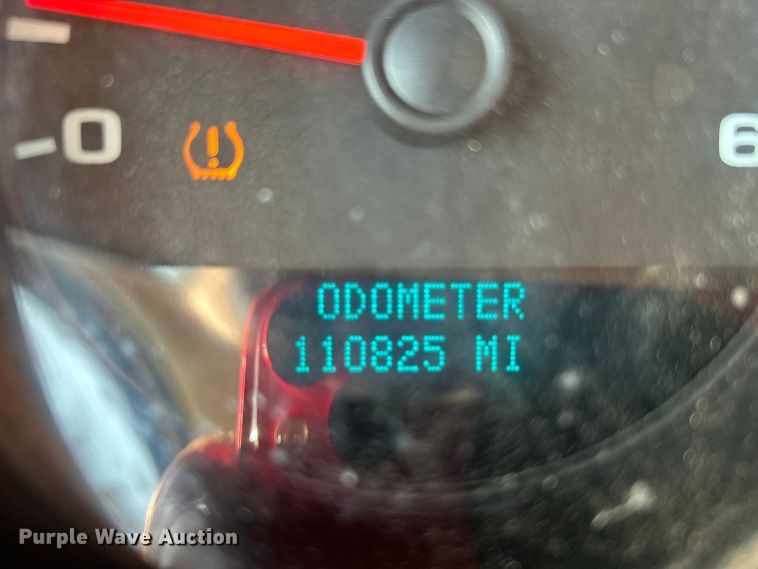 0
6
ODOMETER
110825 MI
Purple Wave Auction